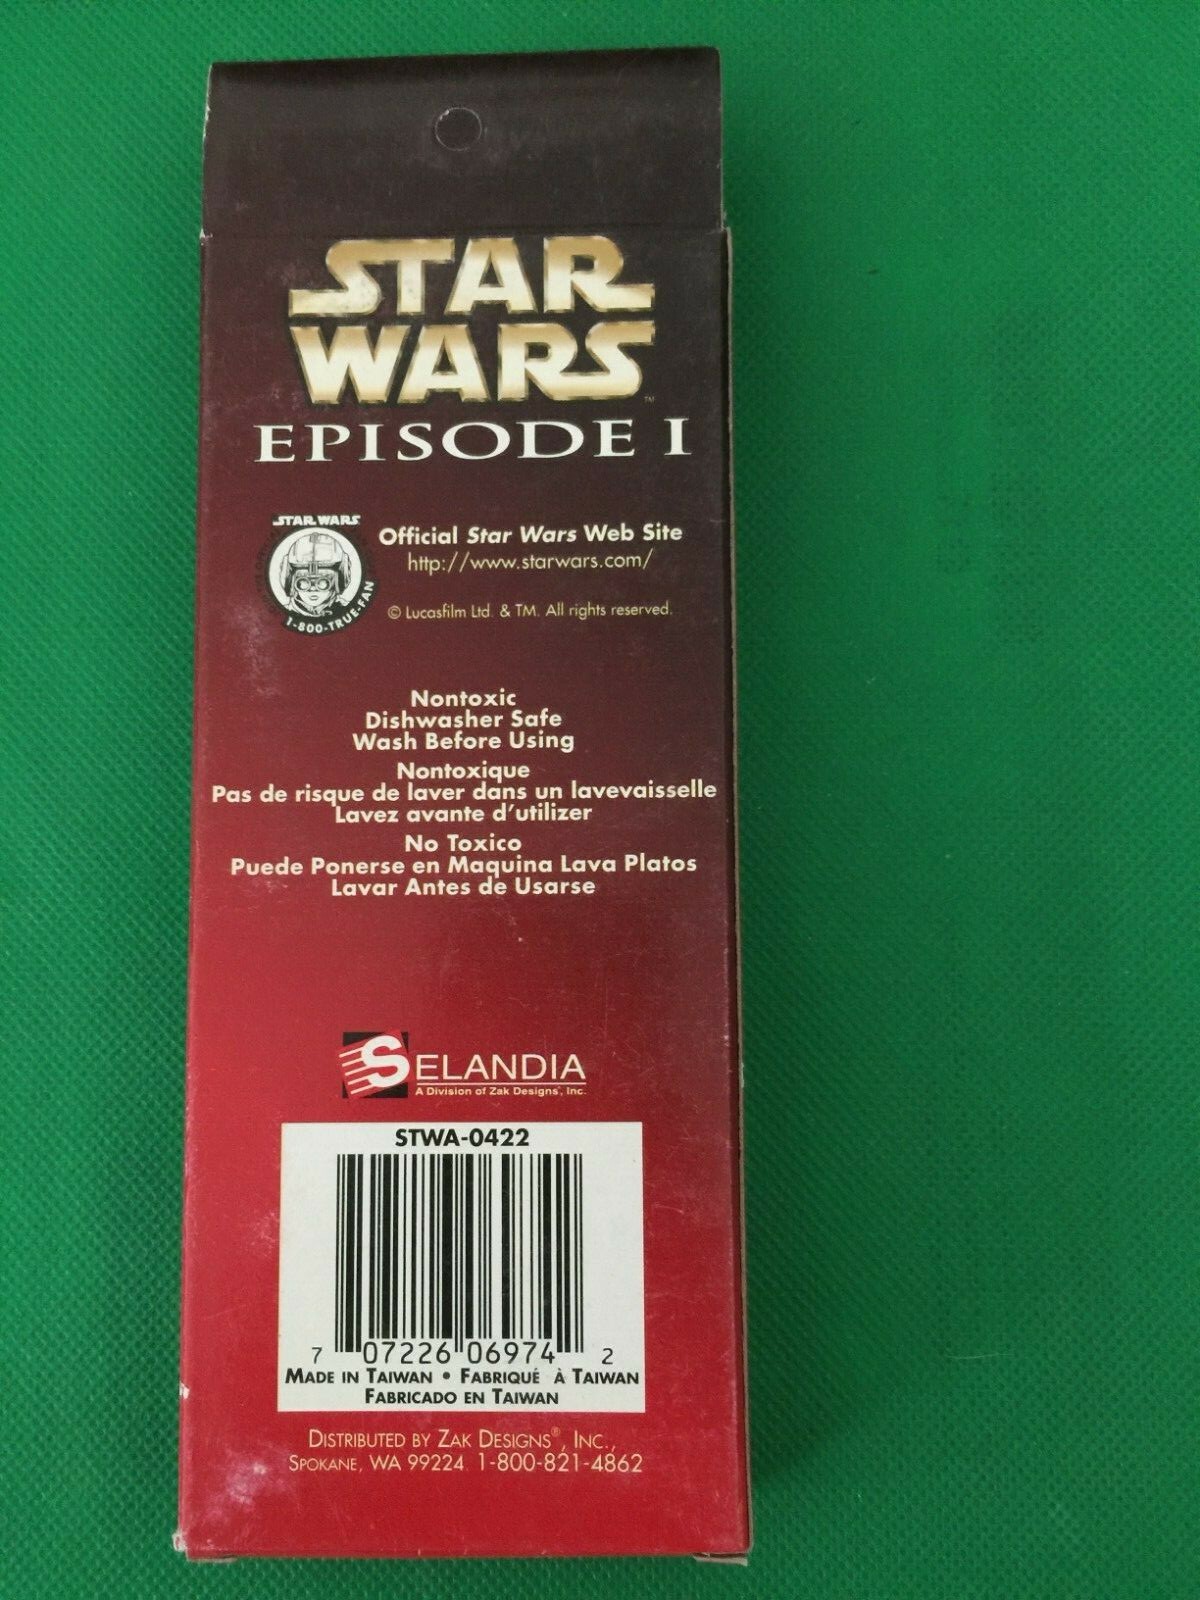 STAR
WARS
™
EPISODE I
STAR WARS
1-800-TRUE-FAN
Official Star Wars Web Site
http://www.starwars.com/
© Lucasfilm Ltd. & TM. All rights reserved.
Nontoxic
Dishwasher Safe
Wash Before Using
Nontoxique
Pas de risque de laver dans un lavevaisselle
Lavez avante d'utilizer
No Toxico
Puede Ponerse en Maquina Lava Platos
Lavar Antes de Usarse
SELANDIA
A Division of Zak Designs, Inc.
STWA-0422
7 07226 06974 2
MADE IN TAIWAN • FABRIQUÉ À TAIWAN
FABRICADO EN TAIWAN
DISTRIBUTED BY ZAK DESIGNS®, INC.,
SPOKANE, WA 99224 1-800-821-4862